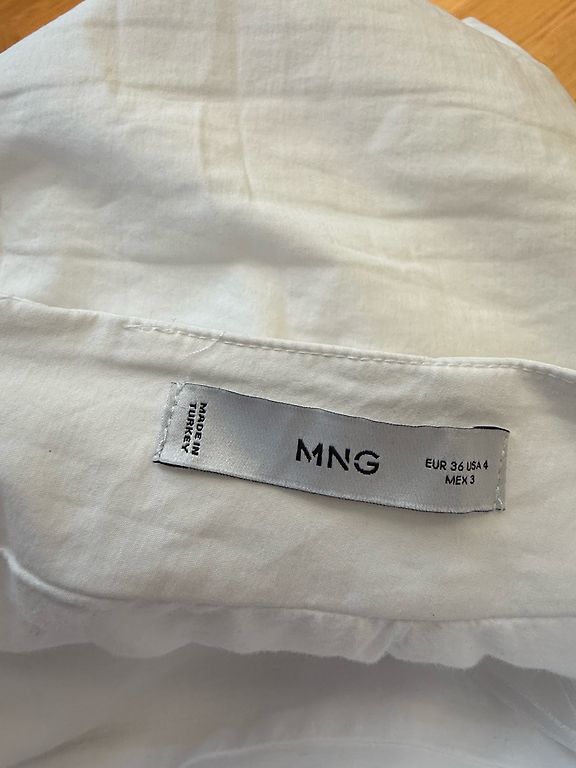 MADE IN
TURKEY
MNG
EUR 36 USA 4
MEX 3